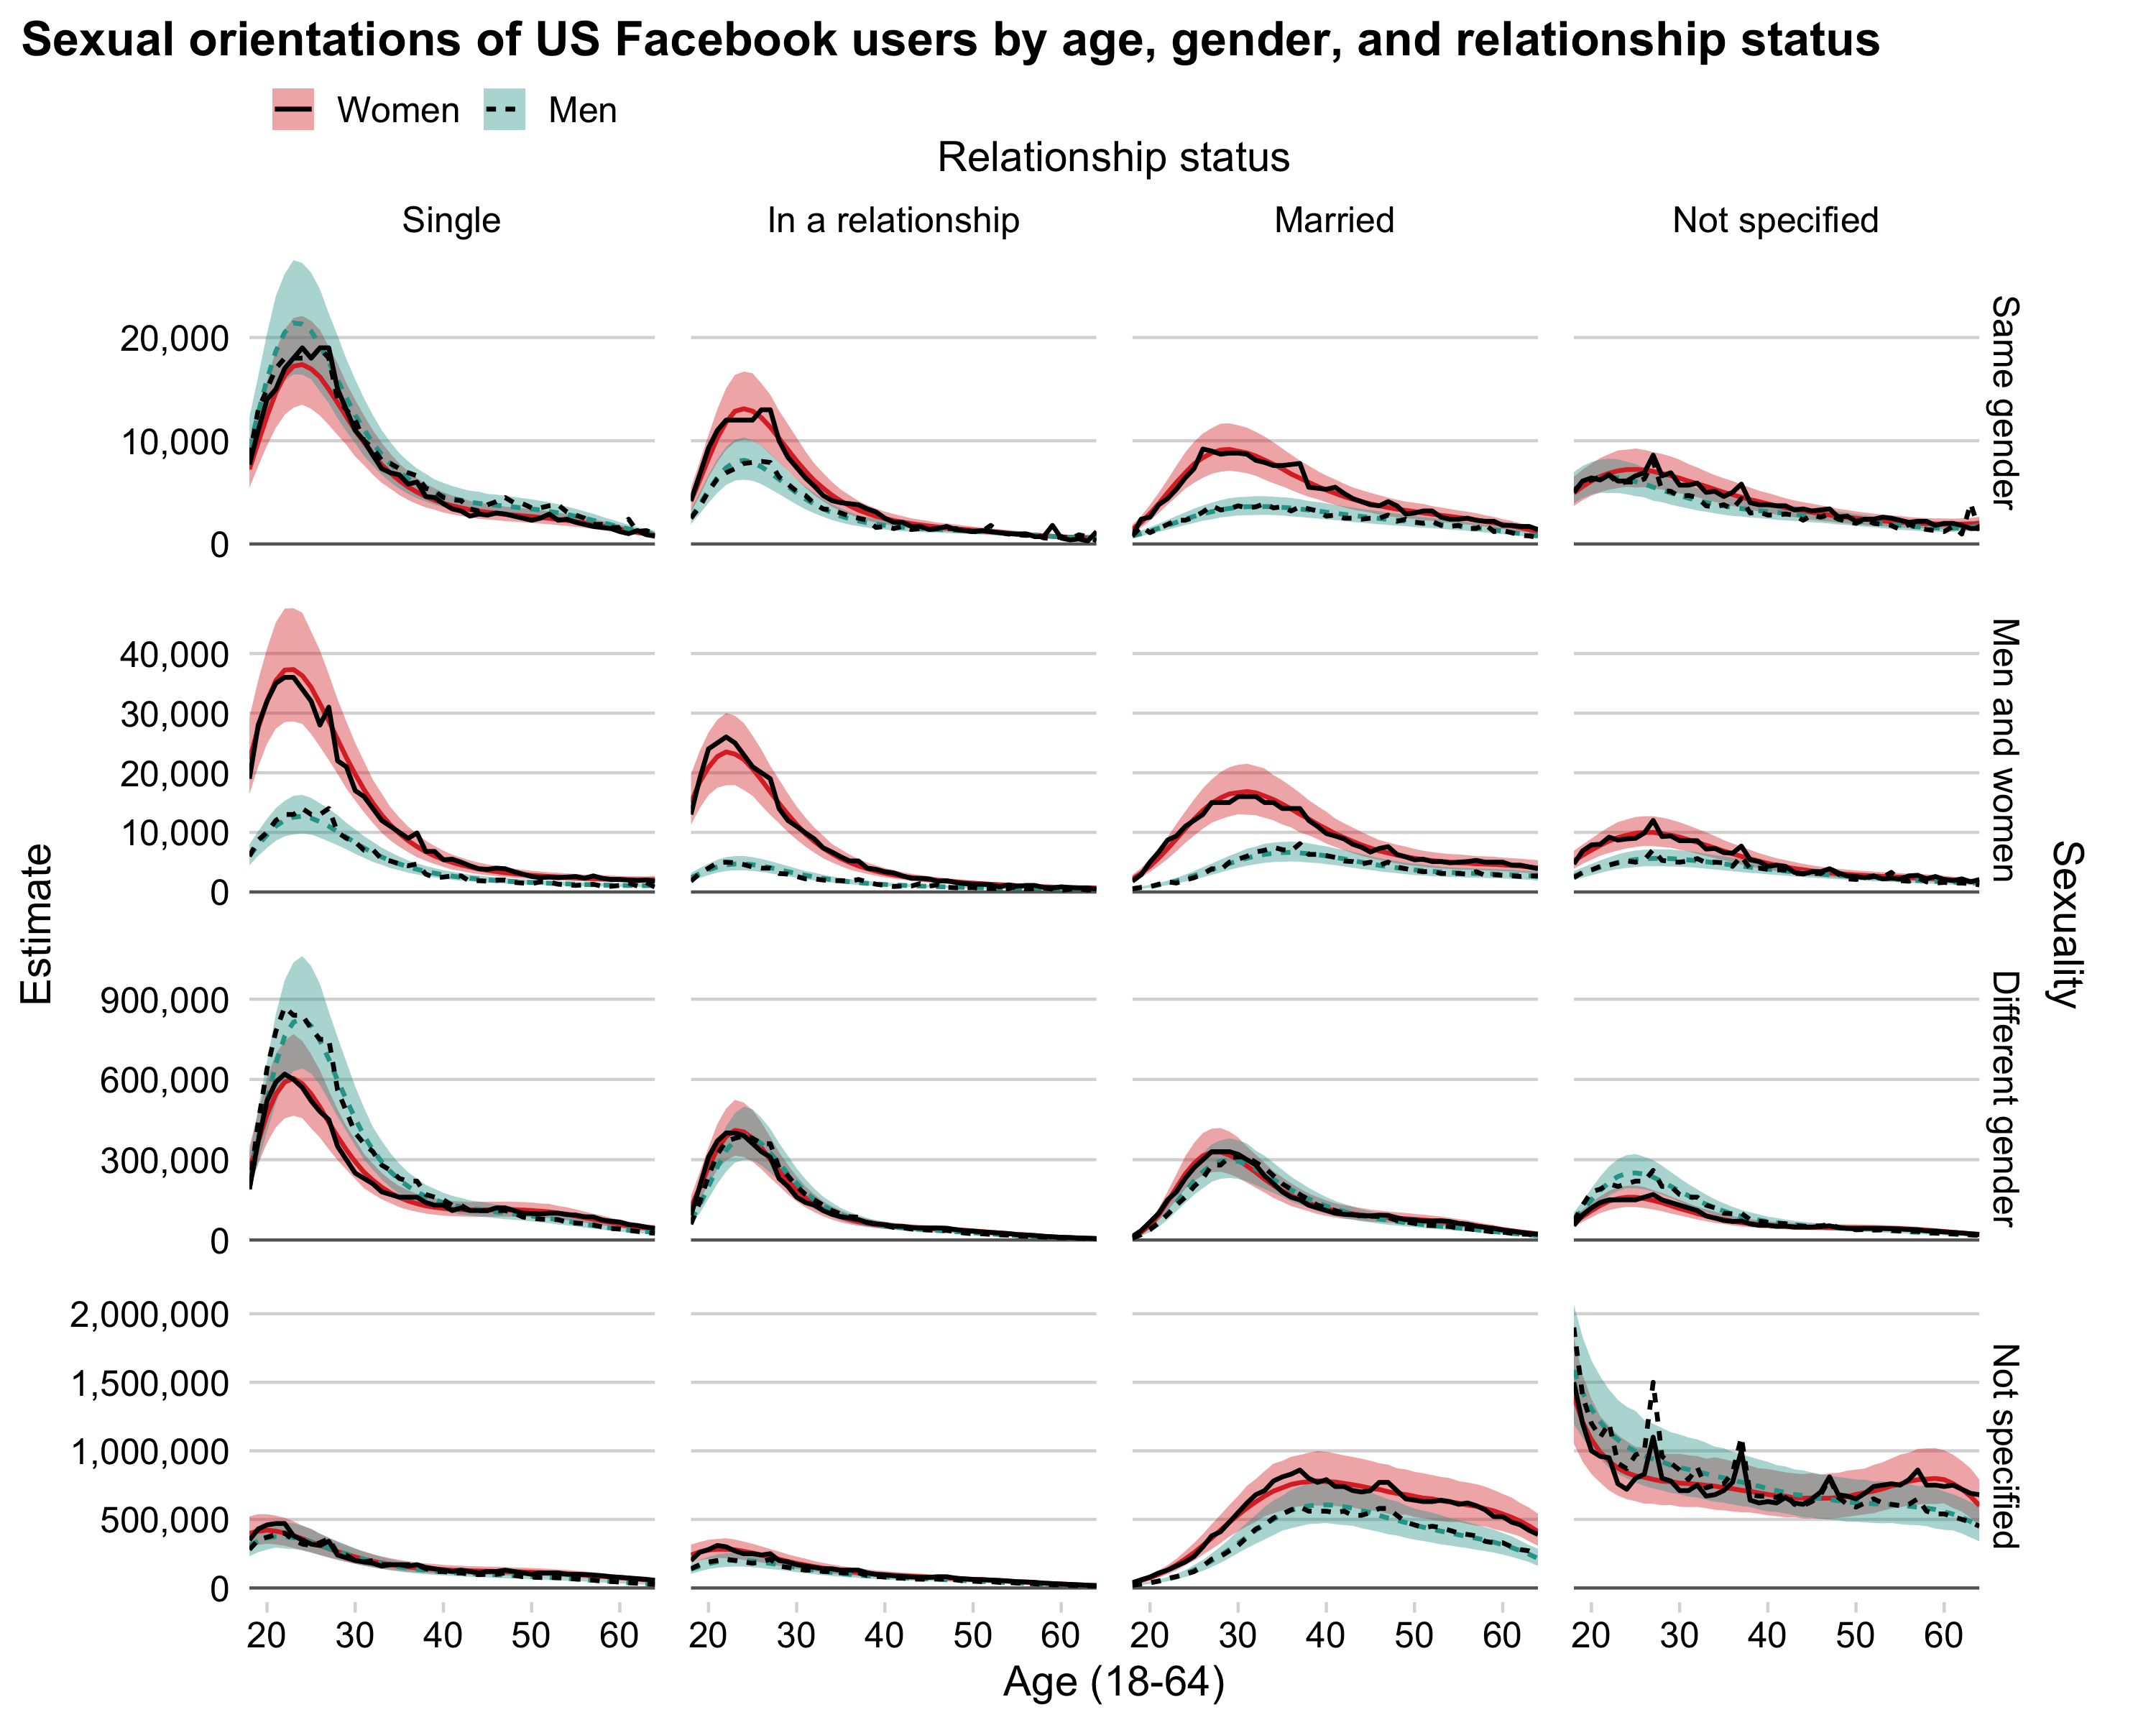 Sexual orientations of US Facebook users by age, gender, and relationship status
Women Men
Relationship status
Single In a relationship Married Not specified
20,000
10,000
0
Same gender
40,000
30,000
20,000
10,000
0
Men and women
900,000
600,000
300,000
0
Different gender
2,000,000
1,500,000
1,000,000
500,000
0
Not specified
Estimate
Sexuality
20 30 40 50 60 20 30 40 50 60 20 30 40 50 60 20 30 40 50 60
Age (18-64)